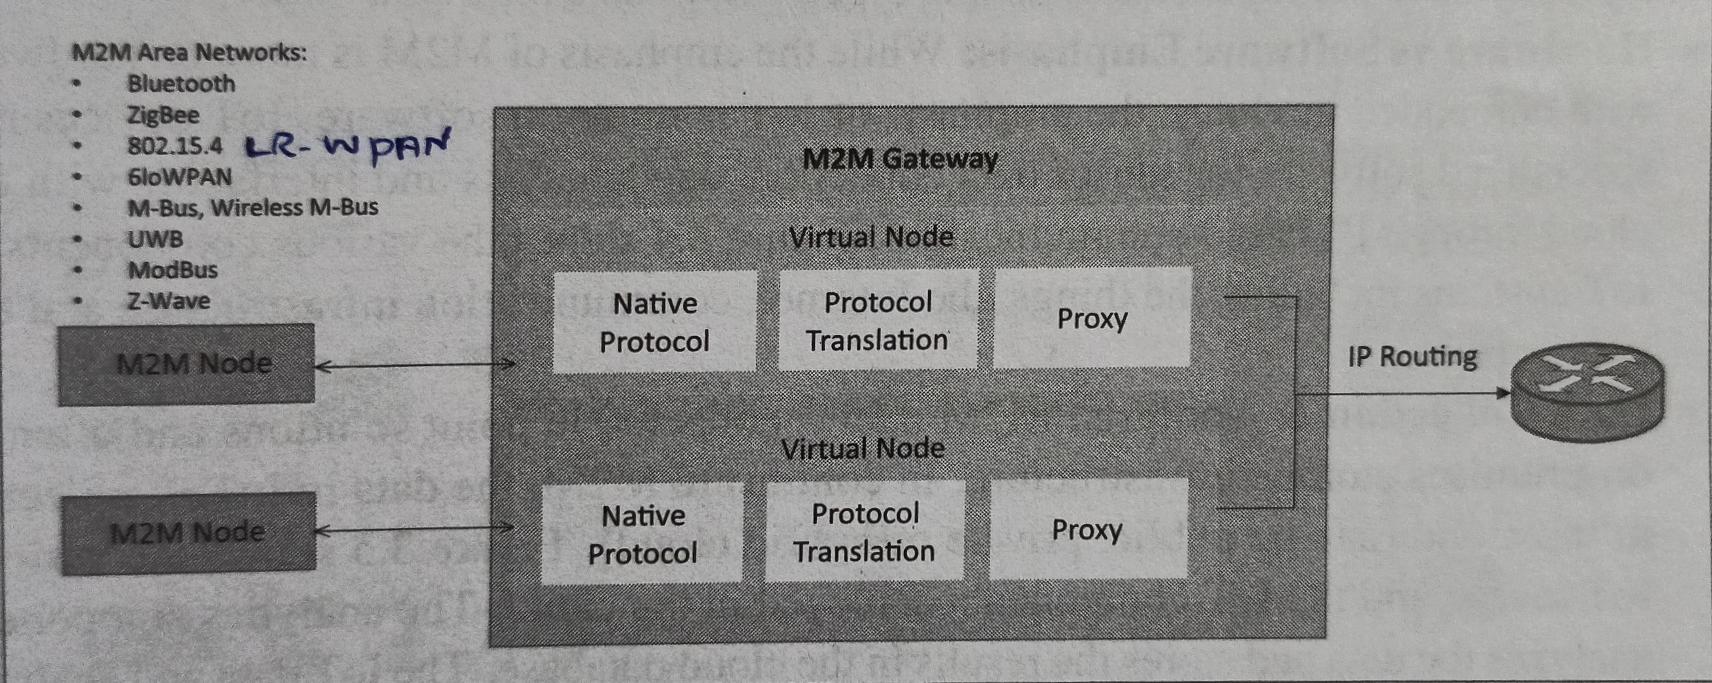 M2M Area Networks:
• Bluetooth
• ZigBee
• 802.15.4 LR-WPAN
• 6loWPAN
• M-Bus, Wireless M-Bus
• UWB
• ModBus
• Z-Wave
M2M Node
M2M Node
M2M Gateway
Virtual Node
Native
Protocol
Protocol
Translation
Proxy
Virtual Node
Native
Protocol
Protocol
Translation
Proxy
IP Routing